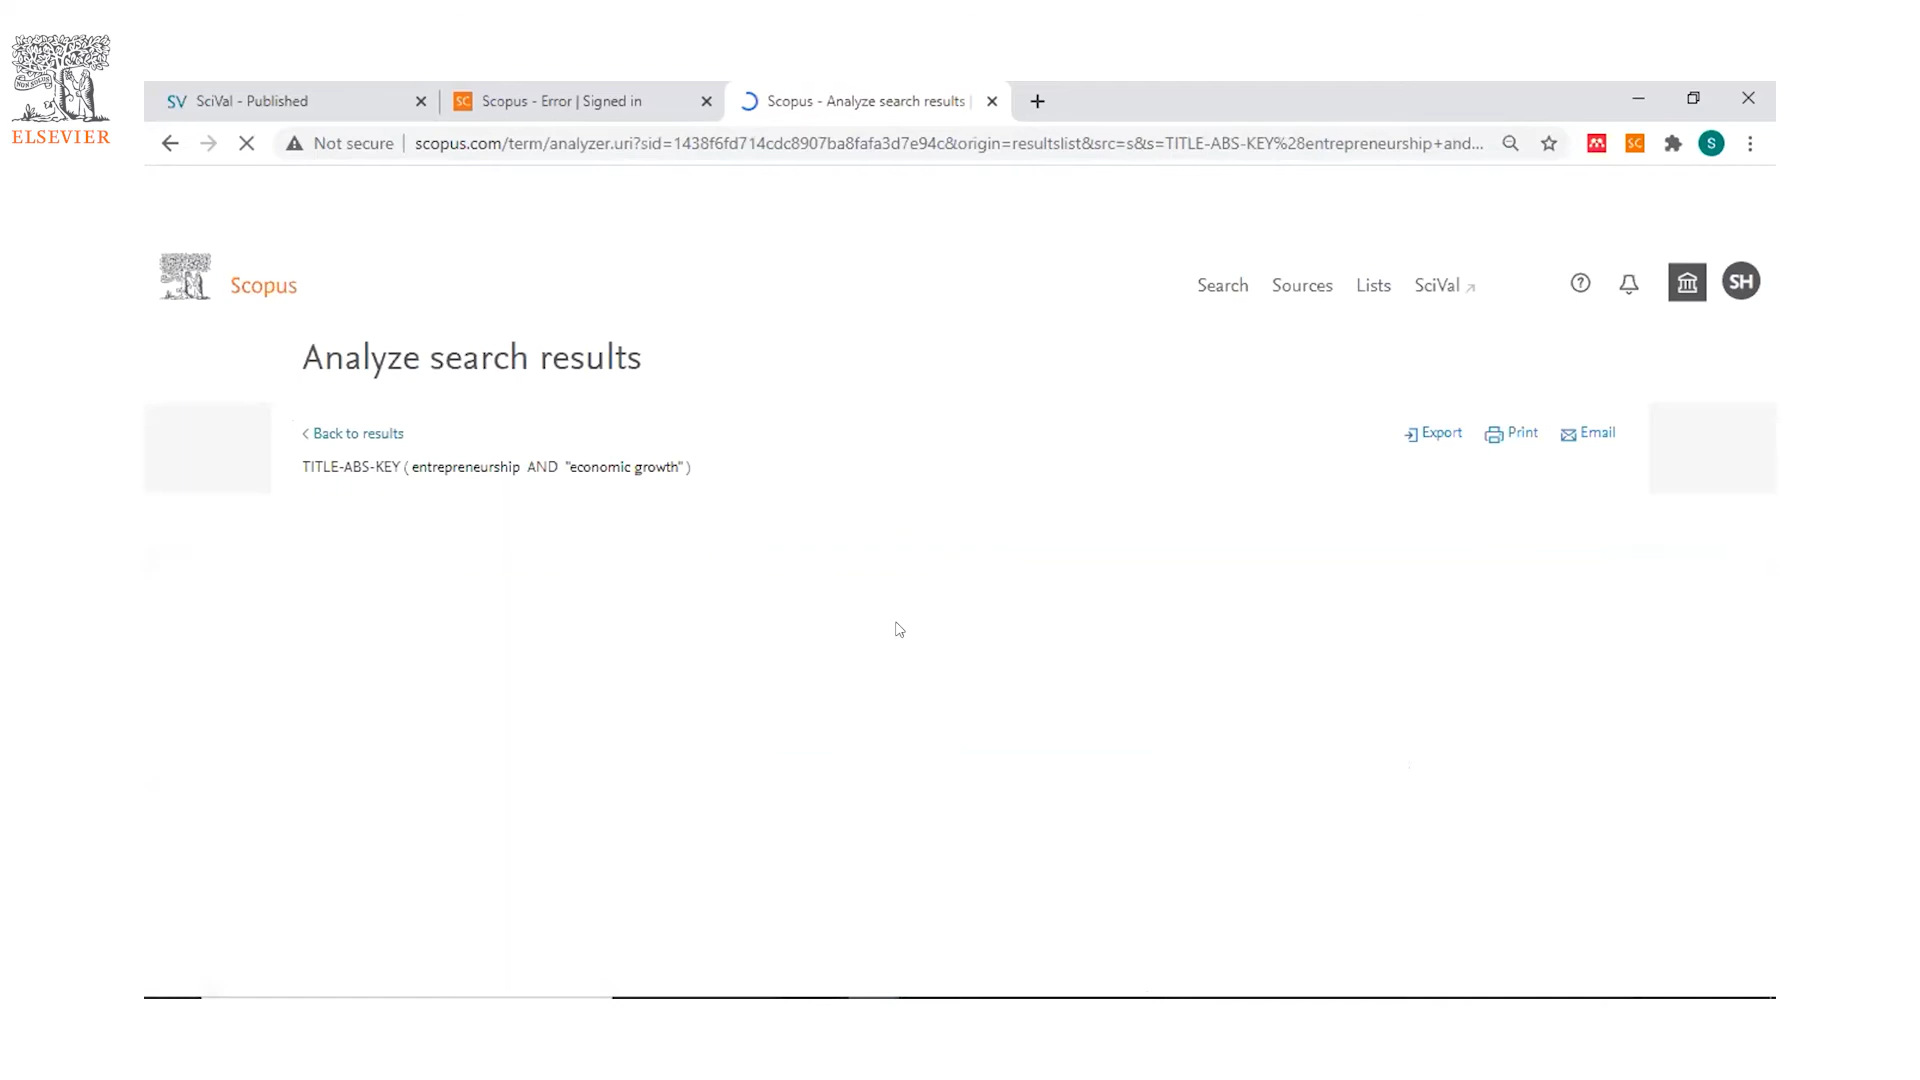 ELSEVIER
SciVal - Published
SC
Scopus - Error | Signed in
Scopus - Analyze search results |
Not secure
scopus.com/term/analyzer.uri?sid=1438f6fd714cdc8907ba8fafa3d7e94c&origin=resultslist&src=s&s=TITLE-ABS-KEY%28entrepreneurship+and...
SC
S
Scopus
Search
Sources
Lists
SciVal
SH
Analyze search results
Back to results
Export
Print
Email
TITLE-ABS-KEY ( entrepreneurship AND "economic growth" )